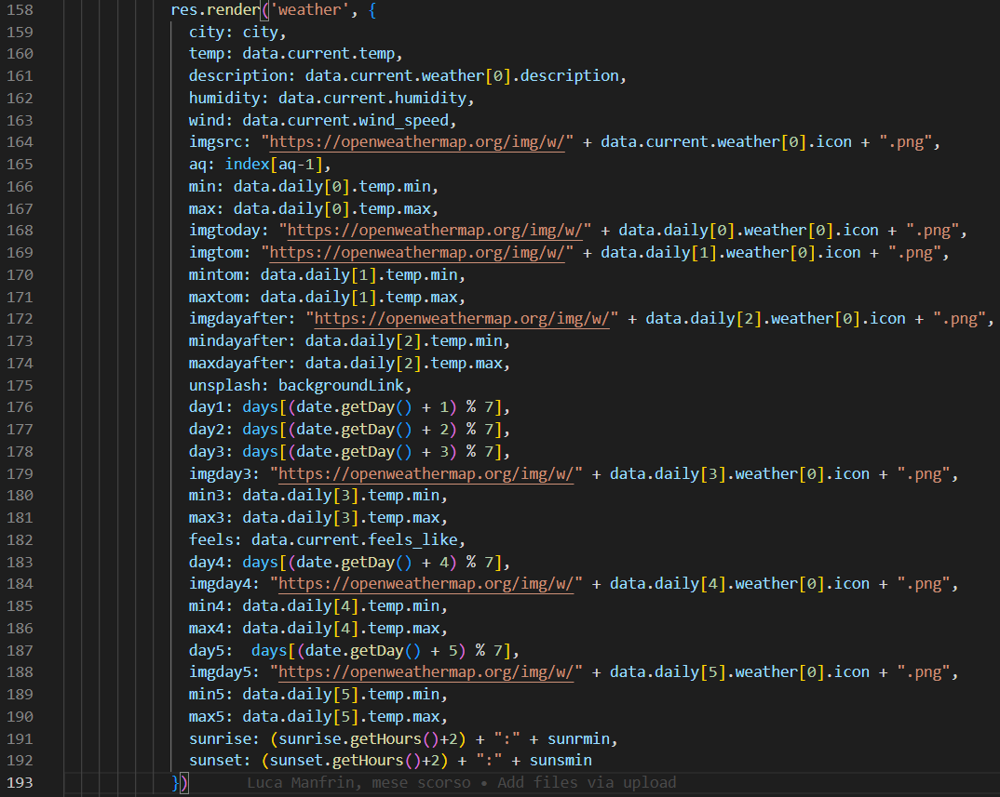 158 res.render('weather', {
159 city: city,
160 temp: data.current.temp,
161 description: data.current.weather[0].description,
162 humidity: data.current.humidity,
163 wind: data.current.wind_speed,
164 imgsrc: "https://openweathermap.org/img/w/" + data.current.weather[0].icon + ".png",
165 aq: index[aq-1],
166 min: data.daily[0].temp.min,
167 max: data.daily[0].temp.max,
168 imgtoday: "https://openweathermap.org/img/w/" + data.daily[0].weather[0].icon + ".png",
169 imgtom: "https://openweathermap.org/img/w/" + data.daily[1].weather[0].icon + ".png",
170 mintom: data.daily[1].temp.min,
171 maxtom: data.daily[1].temp.max,
172 imgdayafter: "https://openweathermap.org/img/w/" + data.daily[2].weather[0].icon + ".png",
173 mindayafter: data.daily[2].temp.min,
174 maxdayafter: data.daily[2].temp.max,
175 unsplash: backgroundLink,
176 day1: days[(date.getDay() + 1) % 7],
177 day2: days[(date.getDay() + 2) % 7],
178 day3: days[(date.getDay() + 3) % 7],
179 imgday3: "https://openweathermap.org/img/w/" + data.daily[3].weather[0].icon + ".png",
180 min3: data.daily[3].temp.min,
181 max3: data.daily[3].temp.max,
182 feels: data.current.feels_like,
183 day4: days[(date.getDay() + 4) % 7],
184 imgday4: "https://openweathermap.org/img/w/" + data.daily[4].weather[0].icon + ".png",
185 min4: data.daily[4].temp.min,
186 max4: data.daily[4].temp.max,
187 day5:  days[(date.getDay() + 5) % 7],
188 imgday5: "https://openweathermap.org/img/w/" + data.daily[5].weather[0].icon + ".png",
189 min5: data.daily[5].temp.min,
190 max5: data.daily[5].temp.max,
191 sunrise: (sunrise.getHours()+2) + ":" + sunrmin,
192 sunset: (sunset.getHours()+2) + ":" + sunsmin
193 }) Luca Manfrin, mese scorso • Add files via upload